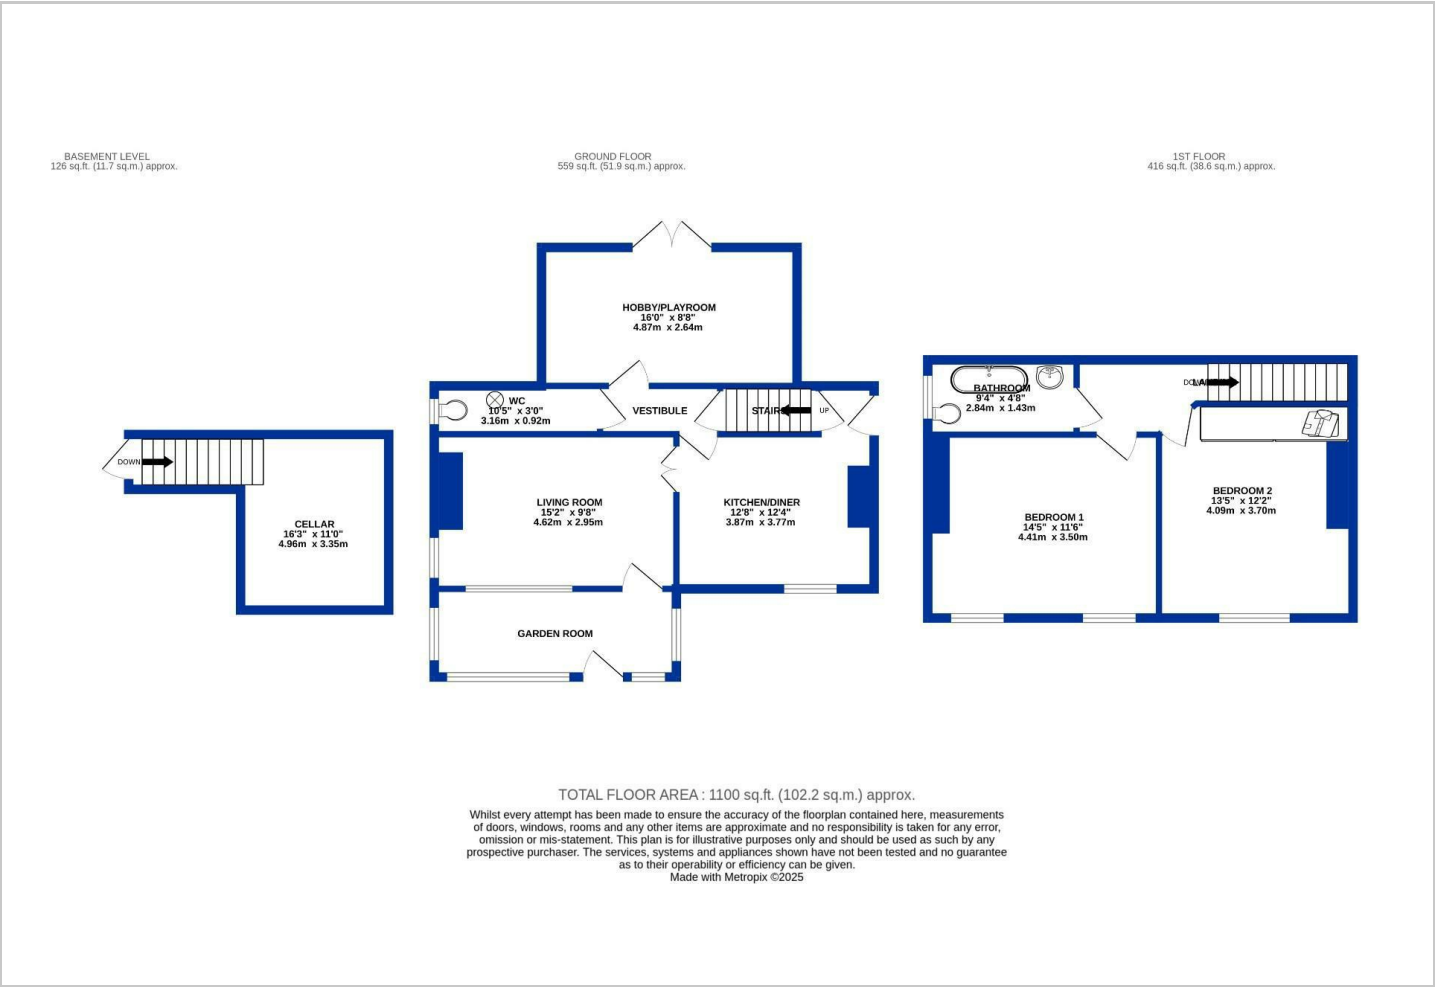 BASEMENT LEVEL
126 sq.ft. (11.7 sq.m.) approx.
GROUND FLOOR
559 sq.ft. (51.9 sq.m.) approx.
1ST FLOOR
416 sq.ft. (38.6 sq.m.) approx.
DOWN
CELLAR
16'3" x 11'0"
4.96m x 3.35m
HOBBY/PLAYROOM
16'0" x 8'8"
4.87m x 2.64m
WC
10'5" x 3'0"
3.16m x 0.92m
VESTIBULE
STAIRS
UP
LIVING ROOM
15'2" x 9'8"
4.62m x 2.95m
KITCHEN/DINER
12'8" x 12'4"
3.87m x 3.77m
GARDEN ROOM
BATHROOM
9'4" x 4'8"
2.84m x 1.43m
BEDROOM 1
14'5" x 11'6"
4.41m x 3.50m
BEDROOM 2
13'5" x 12'2"
4.09m x 3.70m
TOTAL FLOOR AREA : 1100 sq.ft. (102.2 sq.m.) approx.
Whilst every attempt has been made to ensure the accuracy of the floorplan contained here, measurements
of doors, windows, rooms and any other items are approximate and no responsibility is taken for any error,
omission or mis-statement. This plan is for illustrative purposes only and should be used as such by any
prospective purchaser. The services, systems and appliances shown have not been tested and no guarantee
as to their operability or efficiency can be given.
Made with Metropix ©2025